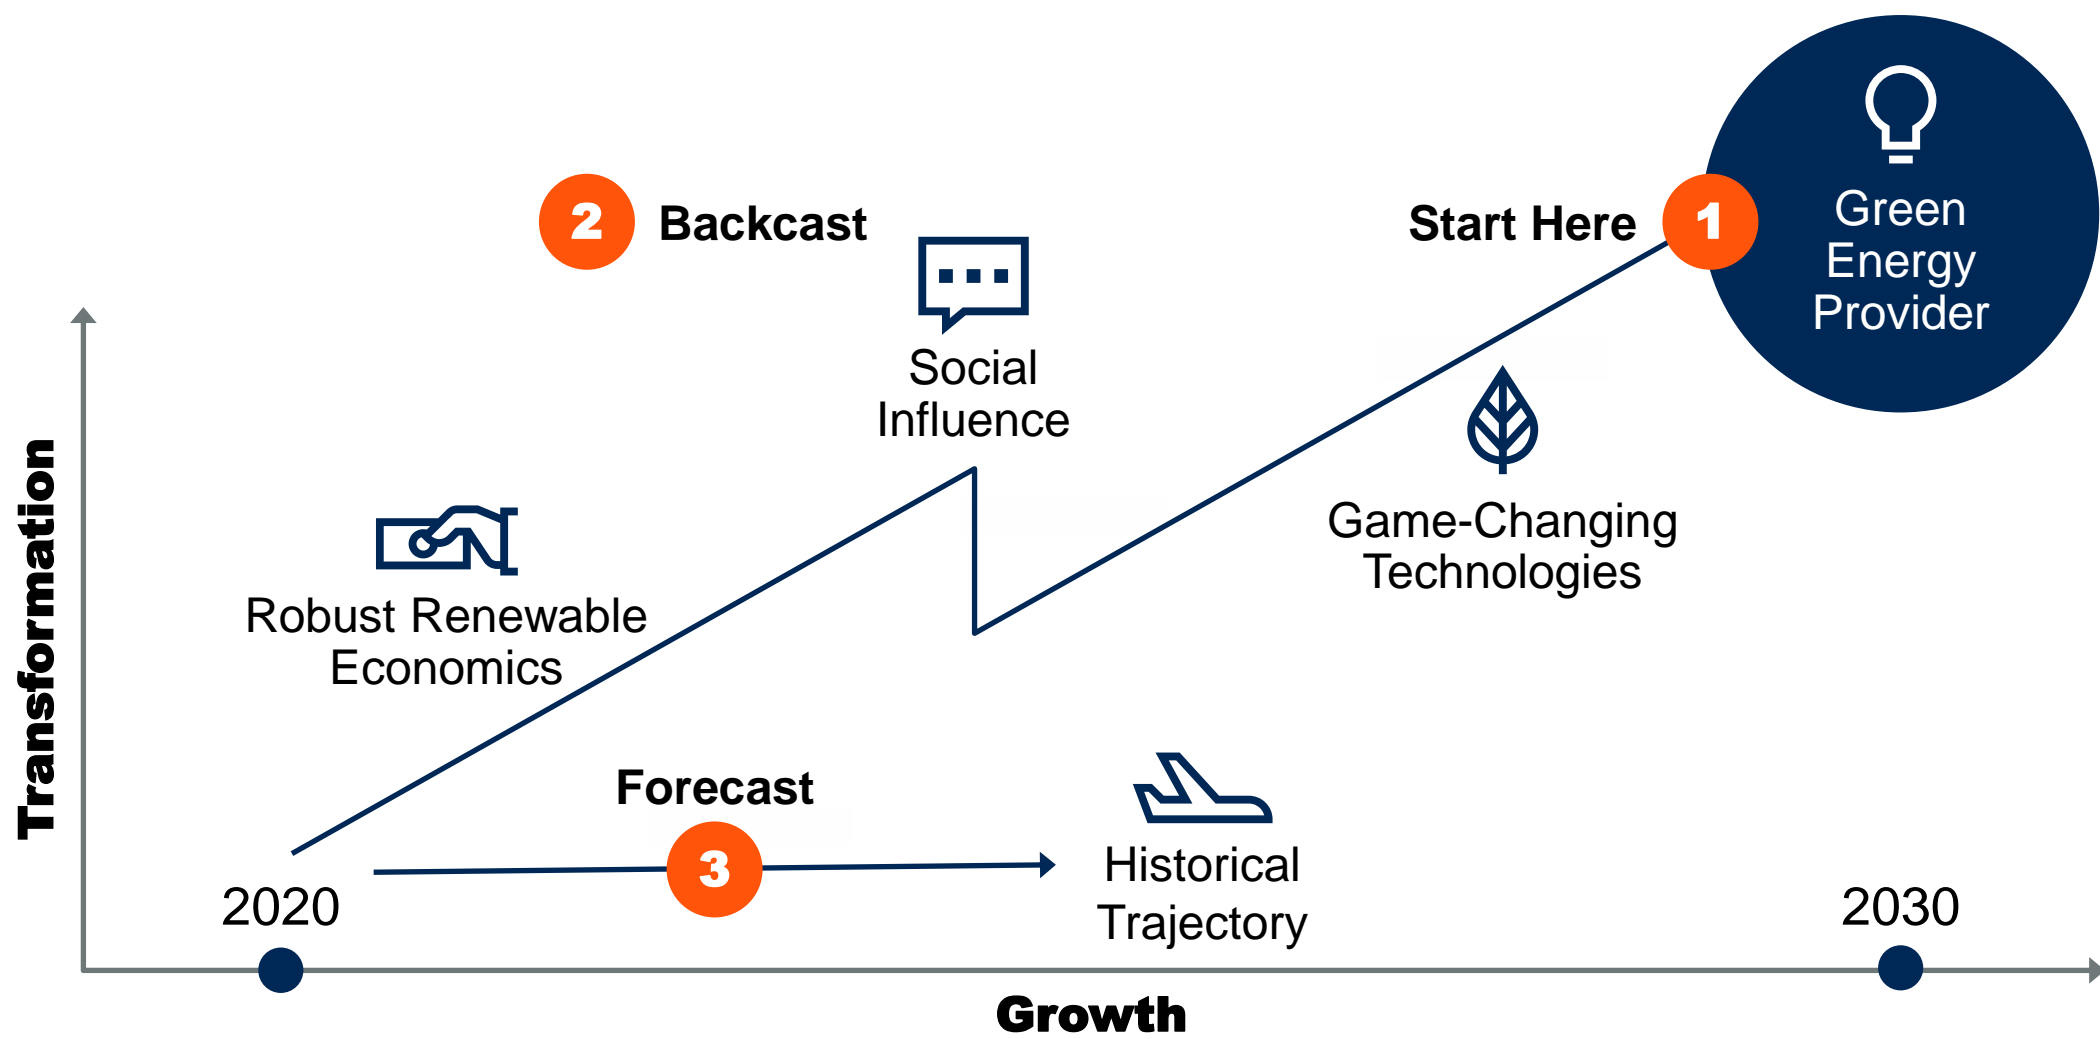 2
Backcast
Start Here
1
Green
Energy
Provider
Social
Influence
Game-Changing
Technologies
Robust Renewable
Economics
Transformation
Forecast
3
Historical
Trajectory
2020
2030
Growth